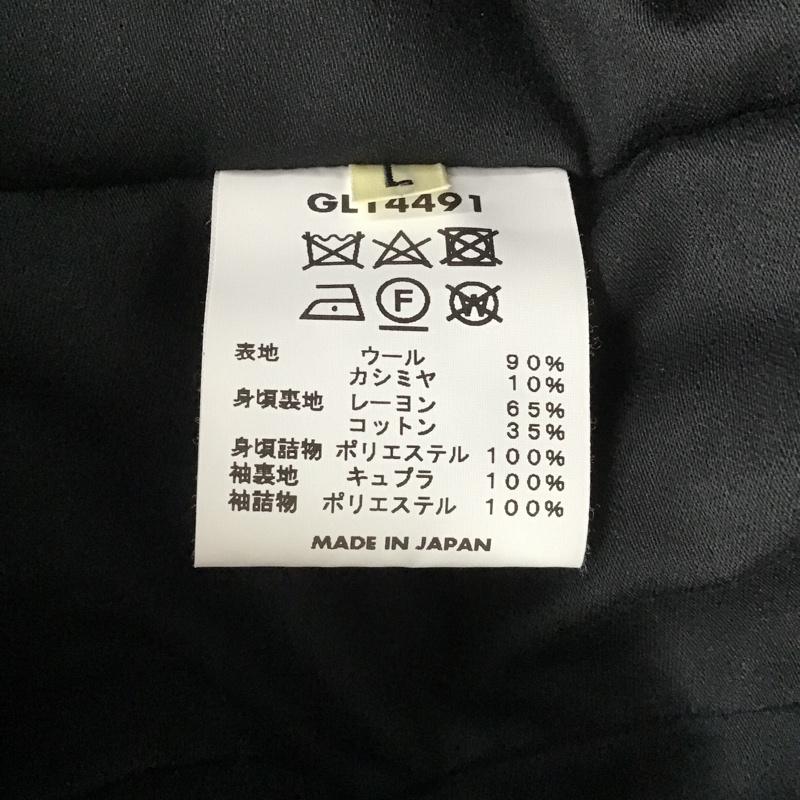 L
GL14491
F
W
表地 ウール 90%
カシミヤ 10%
身頃裏地 レーヨン 65%
コットン 35%
身頃詰物 ポリエステル 100%
袖裏地 キュプラ 100%
袖詰物 ポリエステル 100%
MADE IN JAPAN